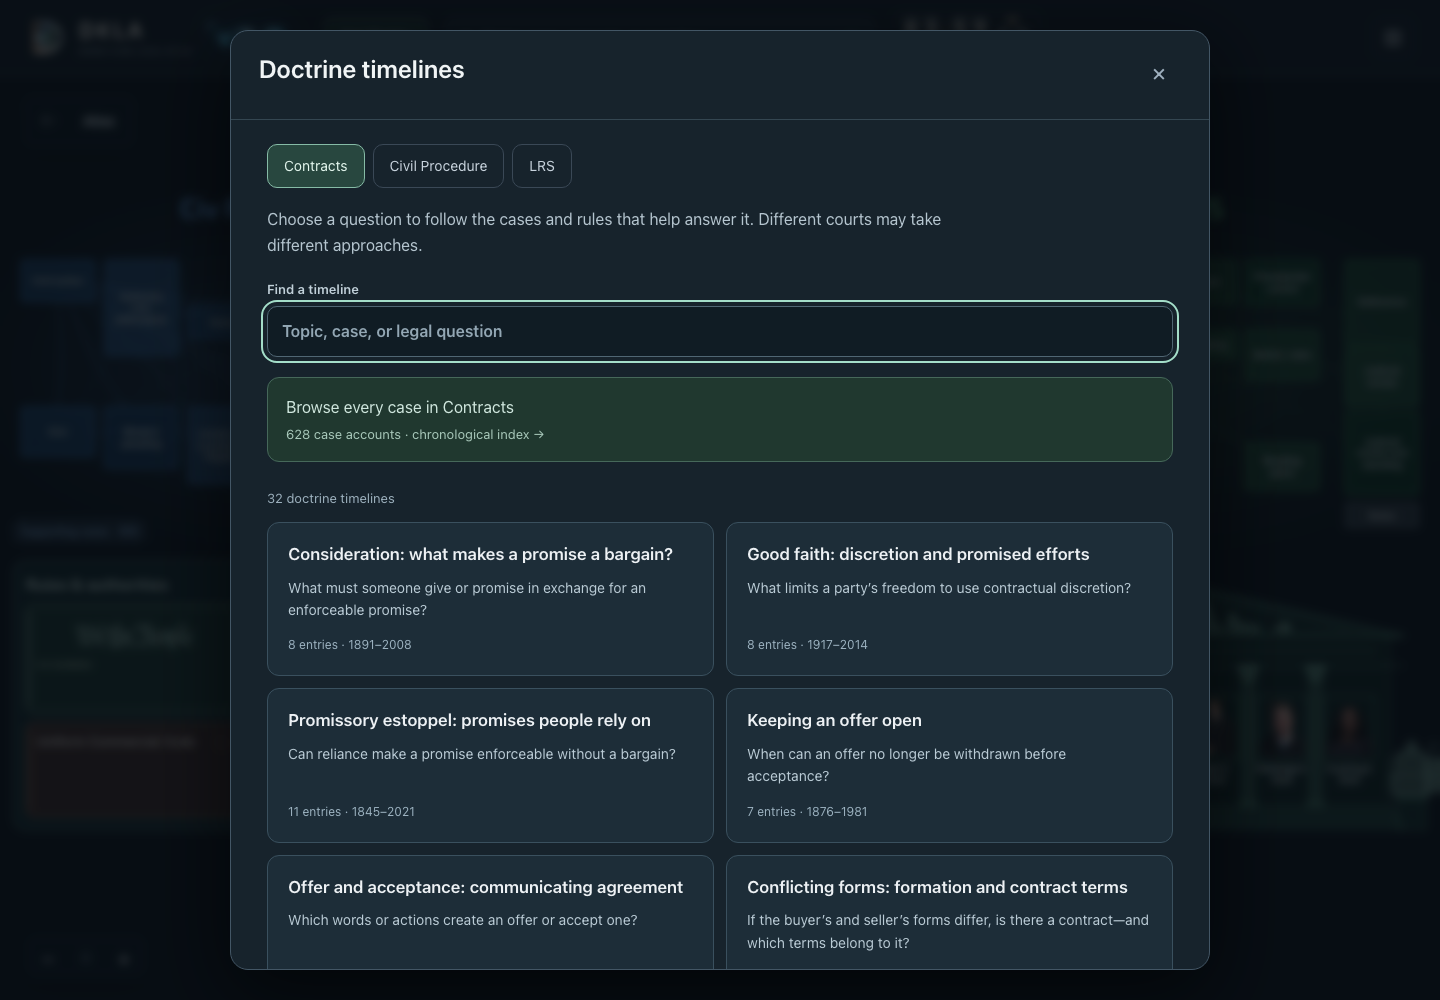 Doctrine timelines
×
Contracts
Civil Procedure
LRS
Choose a question to follow the cases and rules that help answer it. Different courts may take
different approaches.
Find a timeline
Topic, case, or legal question
Browse every case in Contracts
628 case accounts · chronological index →
32 doctrine timelines
Consideration: what makes a promise a bargain?
What must someone give or promise in exchange for an
enforceable promise?
8 entries · 1891–2008
Good faith: discretion and promised efforts
What limits a party’s freedom to use contractual discretion?
8 entries · 1917–2014
Promissory estoppel: promises people rely on
Can reliance make a promise enforceable without a bargain?
11 entries · 1845–2021
Keeping an offer open
When can an offer no longer be withdrawn before
acceptance?
7 entries · 1876–1981
Offer and acceptance: communicating agreement
Which words or actions create an offer or accept one?
Conflicting forms: formation and contract terms
If the buyer’s and seller’s forms differ, is there a contract—and
which terms belong to it?